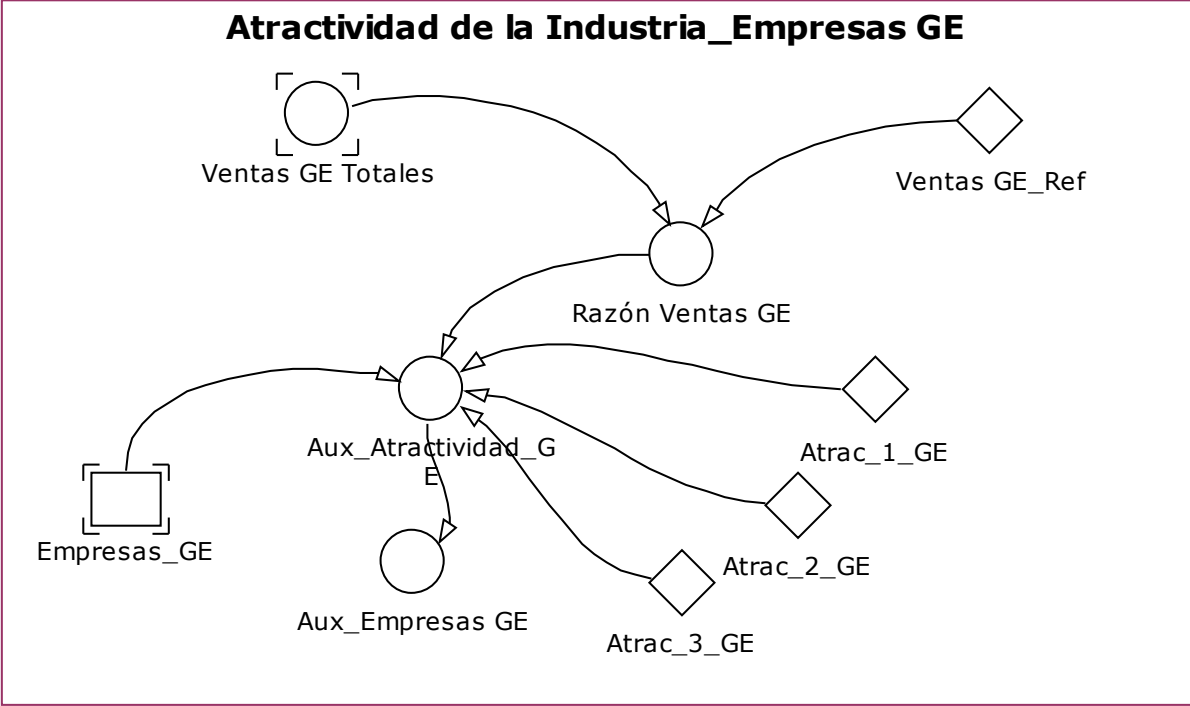 Atractividad de la Industria_Empresas GE
Ventas GE Totales
Ventas GE_Ref
Razón Ventas GE
Aux_Atractividad_G
E
Atrac_1_GE
Empresas_GE
Atrac_2_GE
Aux_Empresas GE
Atrac_3_GE